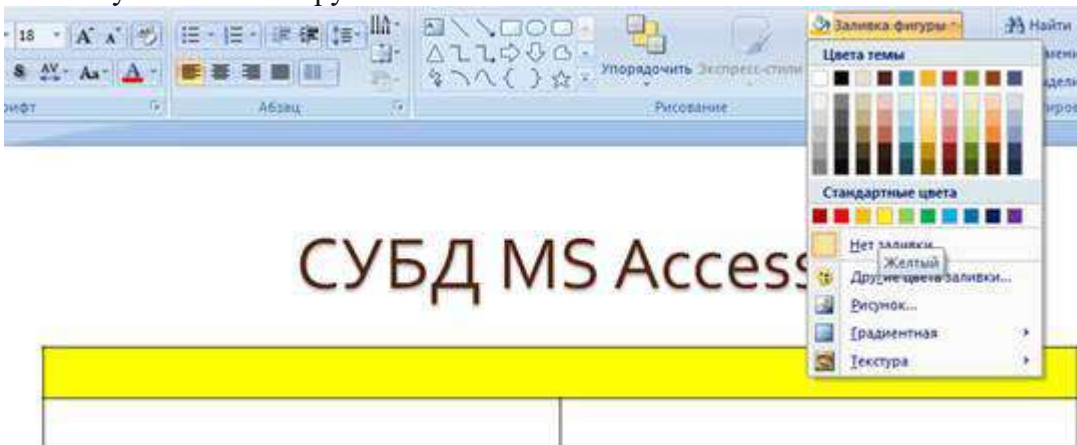 18
Заливка фигуры
Найти
Цвета темы
Упорядочить Экспресс-стили
Абзац
Рисование
Стандартные цвета
Нет заливки
Желтый
Другие цвета заливки...
Рисунок...
Градиентная
Текстура
СУБД MS Access